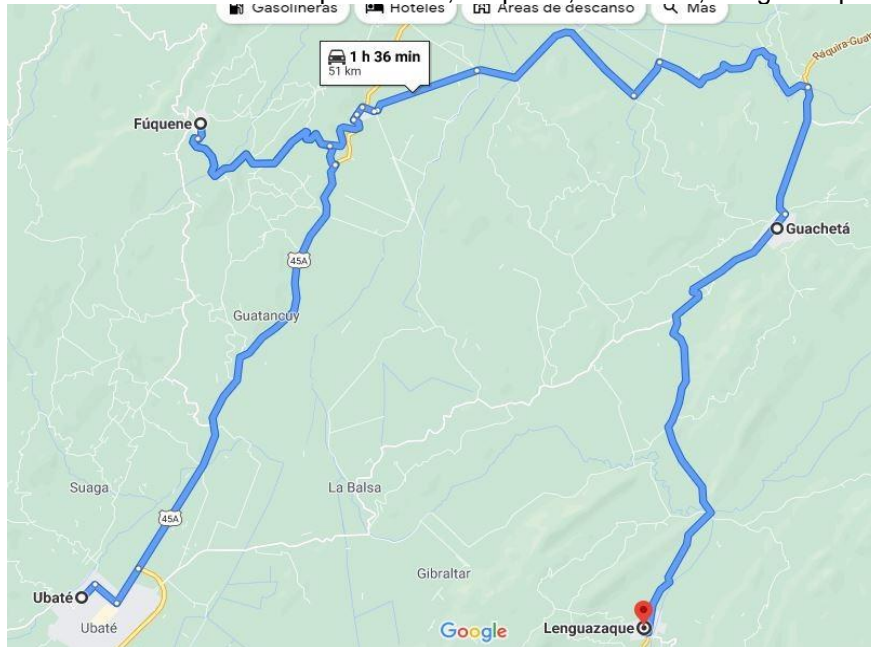 Gasolineras Hoteles Áreas de descanso Más
1 h 36 min
51 km
Ráquira-Guac
Fúquene
Guachetá
45A
Guatancuy
Suaga
La Balsa
45A
Gibraltar
Ubaté
Ubaté
Google
Lenguazaque